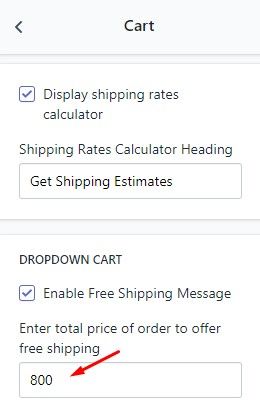 Cart
Display shipping rates
calculator
Shipping Rates Calculator Heading
Get Shipping Estimates
DROPDOWN CART
Enable Free Shipping Message
Enter total price of order to offer
free shipping
800